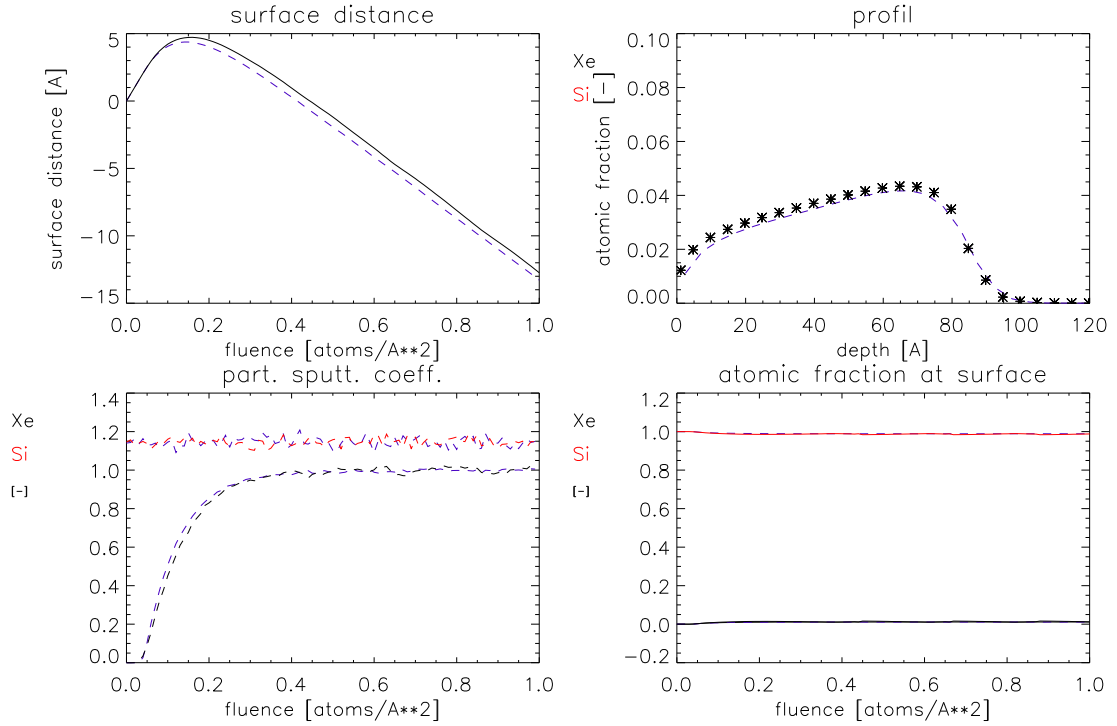 surface distance
surface distance [A]
5
0
−5
−10
−15
0.0 0.2 0.4 0.6 0.8 1.0
fluence [atoms/A**2]
profil
Xe
Si
atomic fraction [−]
0.10
0.08
0.06
0.04
0.02
0.00
0 20 40 60 80 100 120
depth [A]
part. sputt. coeff.
Xe
Si
[−]
1.4
1.2
1.0
0.8
0.6
0.4
0.2
0.0
0.0 0.2 0.4 0.6 0.8 1.0
fluence [atoms/A**2]
atomic fraction at surface
Xe
Si
[−]
1.2
1.0
0.8
0.6
0.4
0.2
0.0
−0.2
0.0 0.2 0.4 0.6 0.8 1.0
fluence [atoms/A**2]